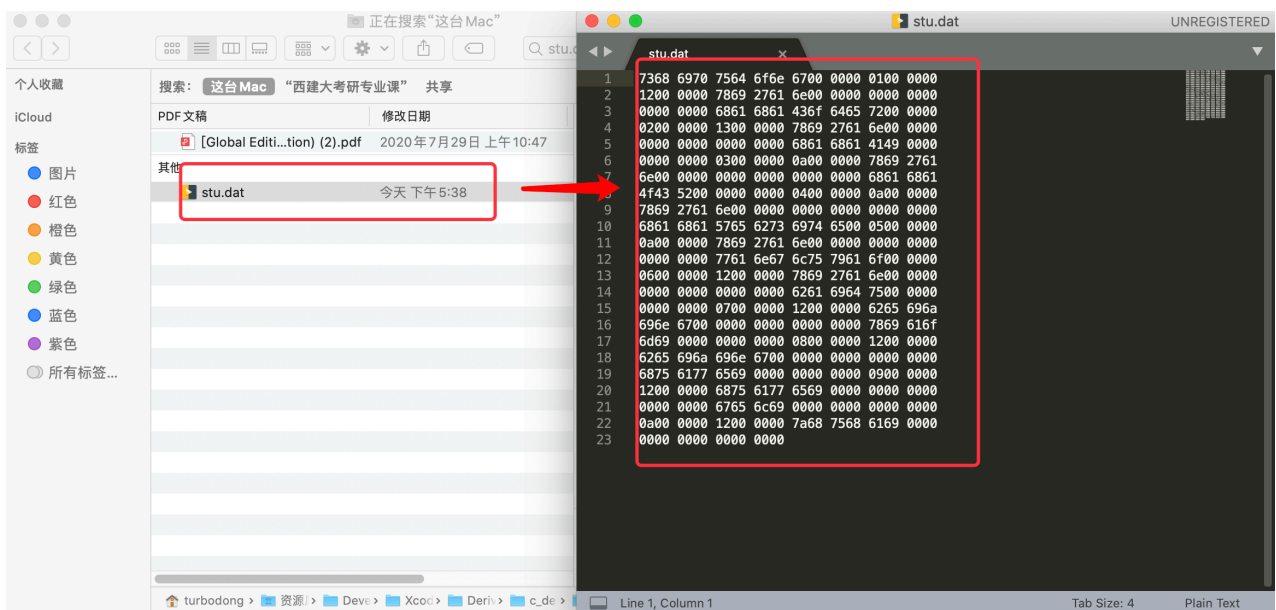 正在搜索“这台 Mac”
stu.
个人收藏
iCloud
标签
图片
红色
橙色
黄色
绿色
蓝色
紫色
所有标签...
搜索: 这台 Mac “西建大考研专业课” 共享
PDF 文稿 修改日期
[Global Editi...tion) (2).pdf 2020年7月29日 上午10:47
其他
stu.dat 今天 下午5:38
turbodong › 资源 › Deve › Xcod › Deriv › c_de ›
stu.dat UNREGISTERED
stu.dat ×
1 7368 6970 7564 6f6e 6700 0000 0100 0000
2 1200 0000 7869 2761 6e00 0000 0000 0000
3 0000 0000 6861 6861 436f 6465 7200 0000
4 0200 0000 1300 0000 7869 2761 6e00 0000
5 0000 0000 0000 0000 6861 6861 4149 0000
6 0000 0000 0300 0000 0a00 0000 7869 2761
7 6e00 0000 0000 0000 0000 0000 6861 6861
8 4f43 5200 0000 0000 0400 0000 0a00 0000
9 7869 2761 6e00 0000 0000 0000 0000 0000
10 6861 6861 5765 6273 6974 6500 0500 0000
11 0a00 0000 7869 2761 6e00 0000 0000 0000
12 0000 0000 7761 6e67 6c75 7961 6f00 0000
13 0600 0000 1200 0000 7869 2761 6e00 0000
14 0000 0000 0000 0000 6261 6964 7500 0000
15 0000 0000 0700 0000 1200 0000 6265 696a
16 696e 6700 0000 0000 0000 0000 7869 616f
17 6d69 0000 0000 0000 0800 0000 1200 0000
18 6265 696a 696e 6700 0000 0000 0000 0000
19 6875 6177 6569 0000 0000 0000 0900 0000
20 1200 0000 6875 6177 6569 0000 0000 0000
21 0000 0000 6765 6c69 0000 0000 0000 0000
22 0a00 0000 1200 0000 7a68 7568 6169 0000
23 0000 0000 0000 0000
Line 1, Column 1 Tab Size: 4 Plain Text